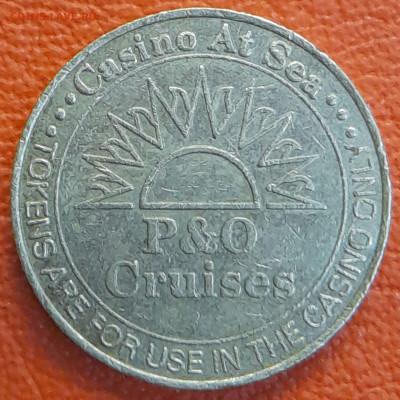 •••Casino At Sea•••
P&O
Cruises
TOKENS ARE FOR USE IN THE CASINO ONLY